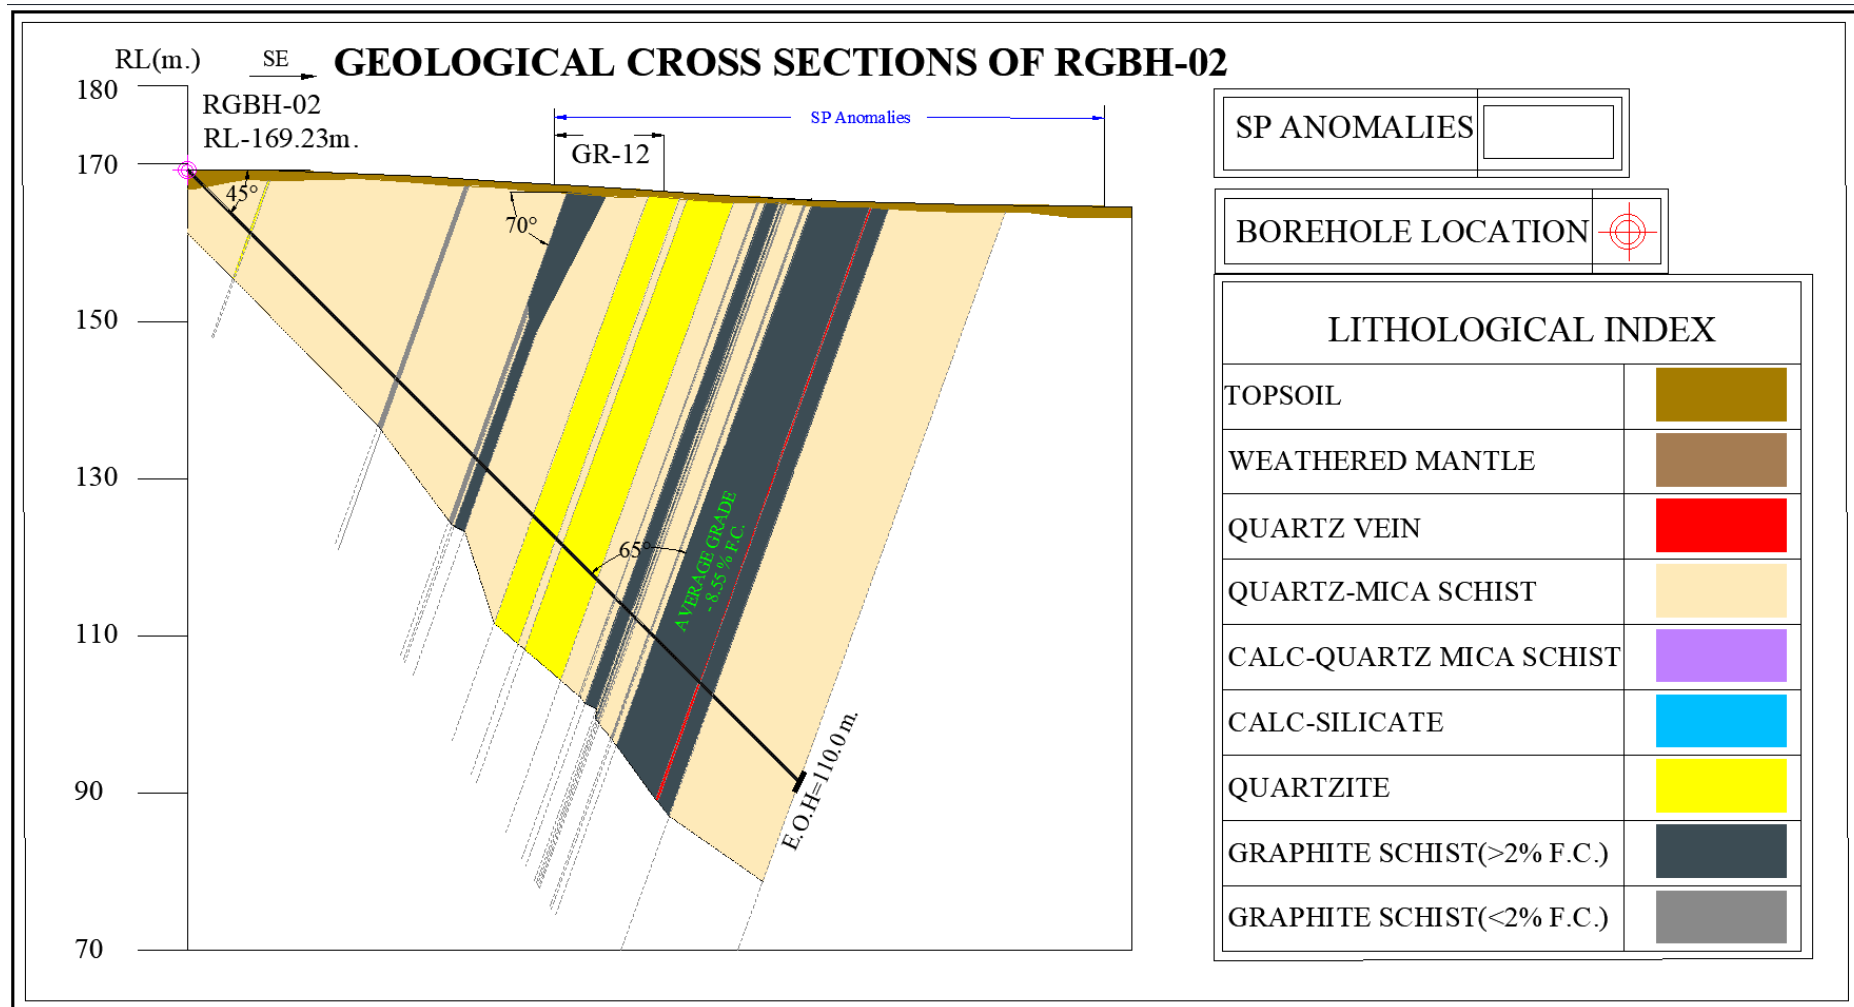 RL(m.)
SE
GEOLOGICAL CROSS SECTIONS OF RGBH-02
180
170
150
130
110
90
70
RGBH-02
RL-169.23m.
SP Anomalies
GR-12
45°
70°
65°
AVERAGE GRADE
- 8.55 % F.C.
E.O.H=110.0 m.
SP ANOMALIES
BOREHOLE LOCATION
LITHOLOGICAL INDEX
TOPSOIL
WEATHERED MANTLE
QUARTZ VEIN
QUARTZ-MICA SCHIST
CALC-QUARTZ MICA SCHIST
CALC-SILICATE
QUARTZITE
GRAPHITE SCHIST(>2% F.C.)
GRAPHITE SCHIST(<2% F.C.)